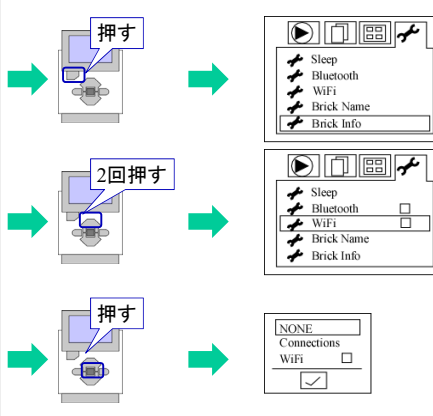 押す
Sleep
Bluetooth
WiFi
Brick Name
Brick Info
2回押す
Sleep
Bluetooth
WiFi
Brick Name
Brick Info
押す
NONE
Connections
WiFi